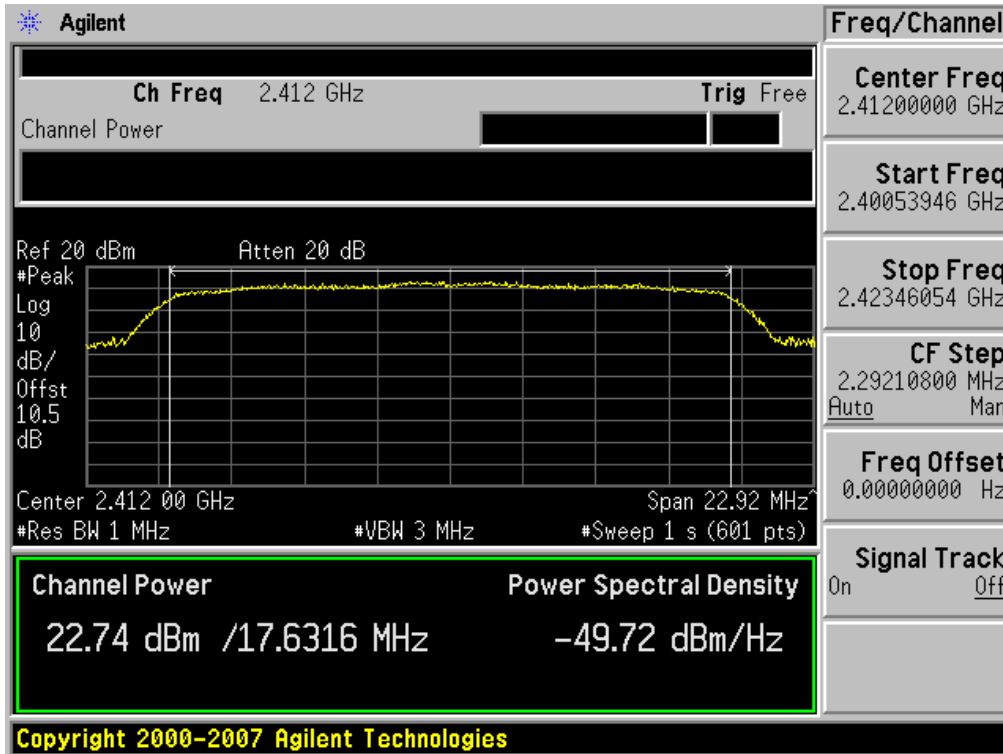 Agilent
Freq/Channel
Ch Freq 2.412 GHz Trig Free
Channel Power
Ref 20 dBm Atten 20 dB
#Peak
Log
10
dB/
Offst
10.5
dB
Center 2.412 00 GHz Span 22.92 MHz^
#Res BW 1 MHz #VBW 3 MHz #Sweep 1 s (601 pts)
Channel Power Power Spectral Density
22.74 dBm /17.6316 MHz -49.72 dBm/Hz
Copyright 2000-2007 Agilent Technologies
Center Freq
2.41200000 GHz
Start Freq
2.40053946 GHz
Stop Freq
2.42346054 GHz
CF Step
2.29210800 MHz
Auto Man
Freq Offset
0.00000000 Hz
Signal Track
On Off